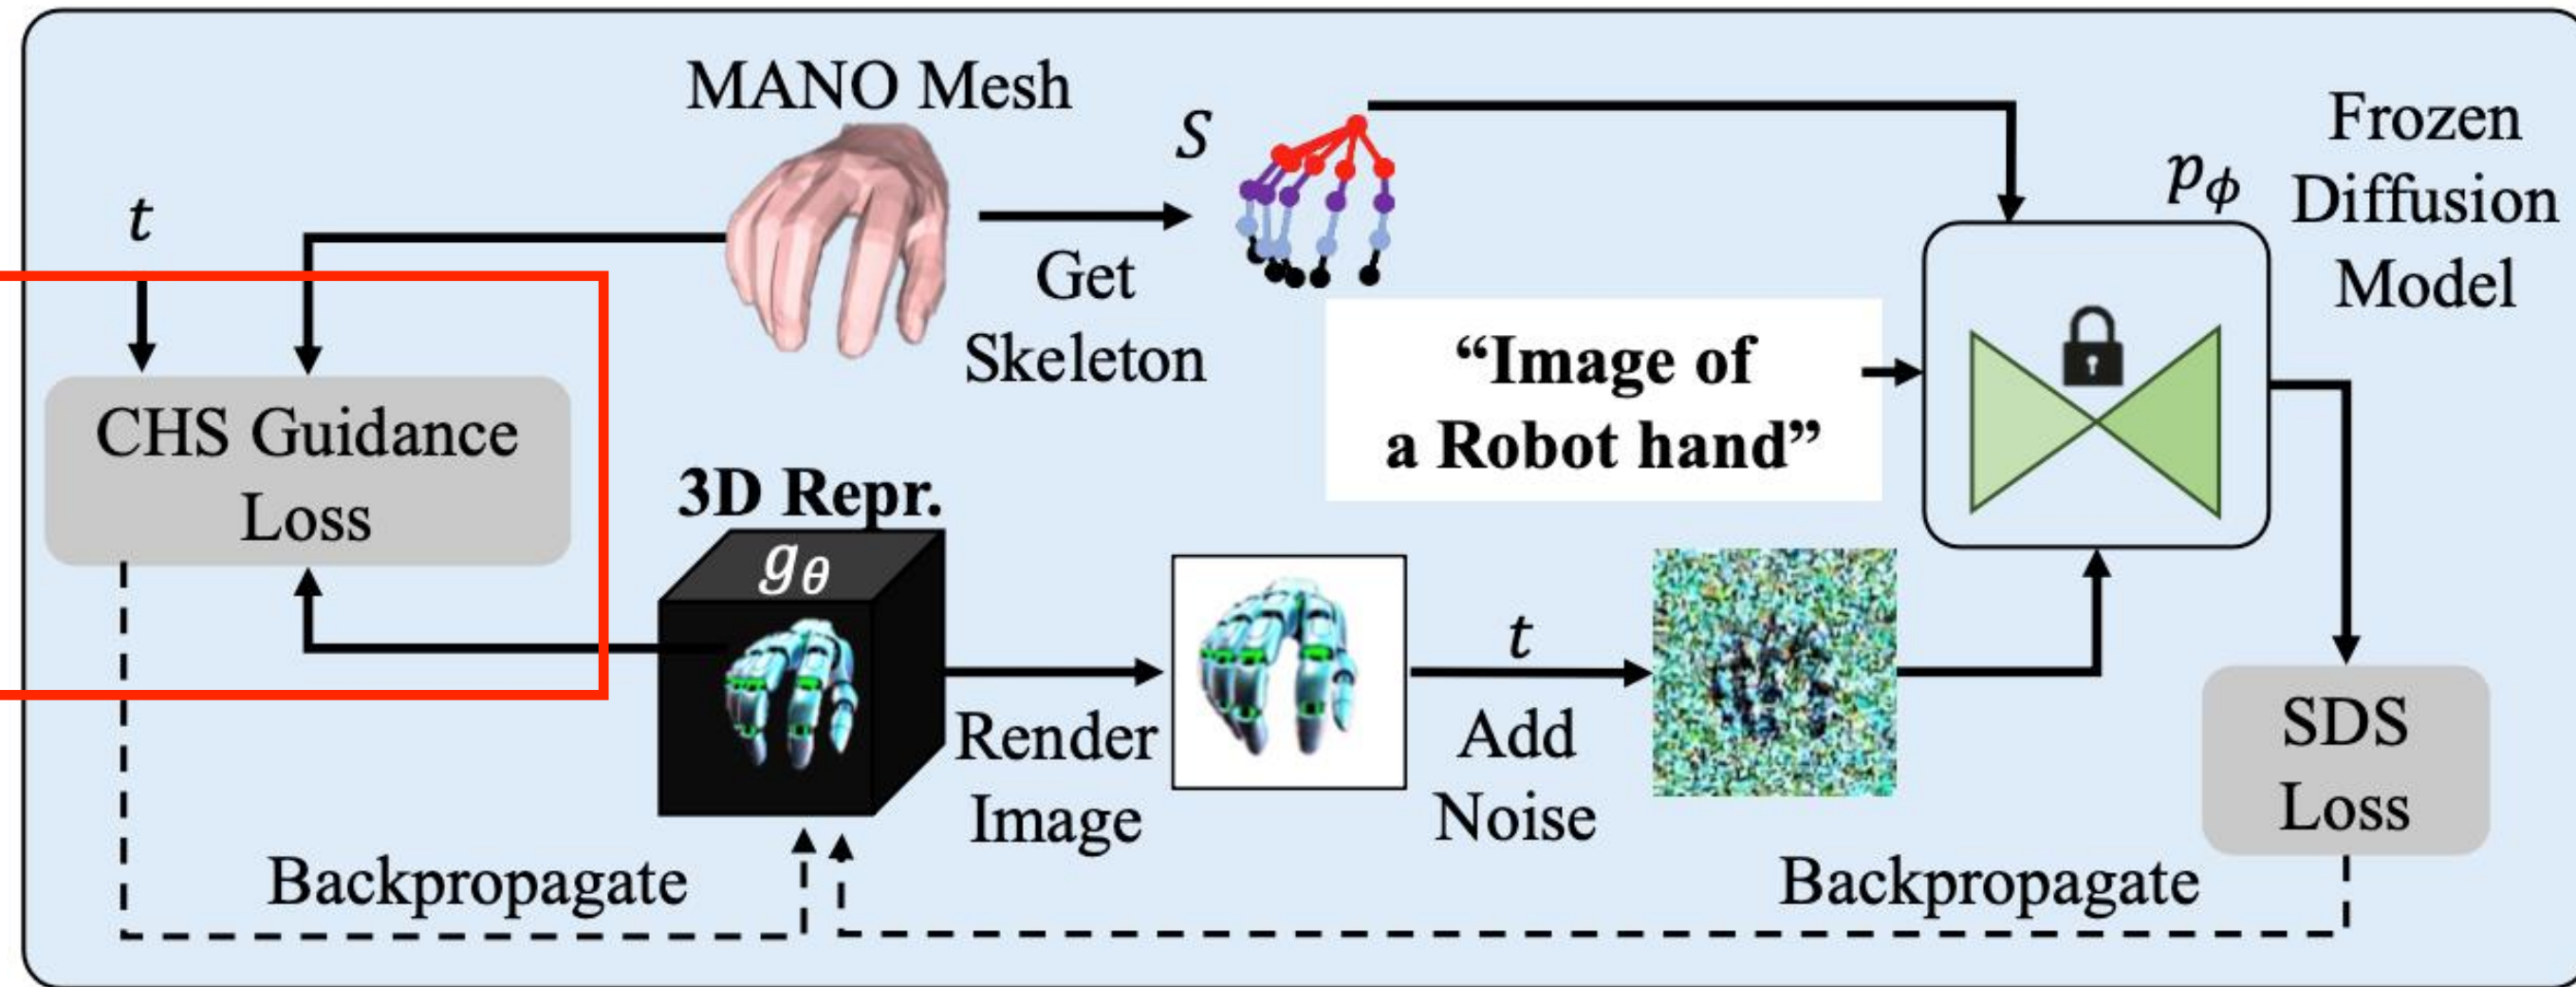 MANO Mesh
S
Frozen
Diffusion
Model
p_ϕ
t
Get
Skeleton
“Image of
a Robot hand”
CHS Guidance
Loss
3D Repr.
g_θ
t
Render
Image
Add
Noise
SDS
Loss
Backpropagate
Backpropagate